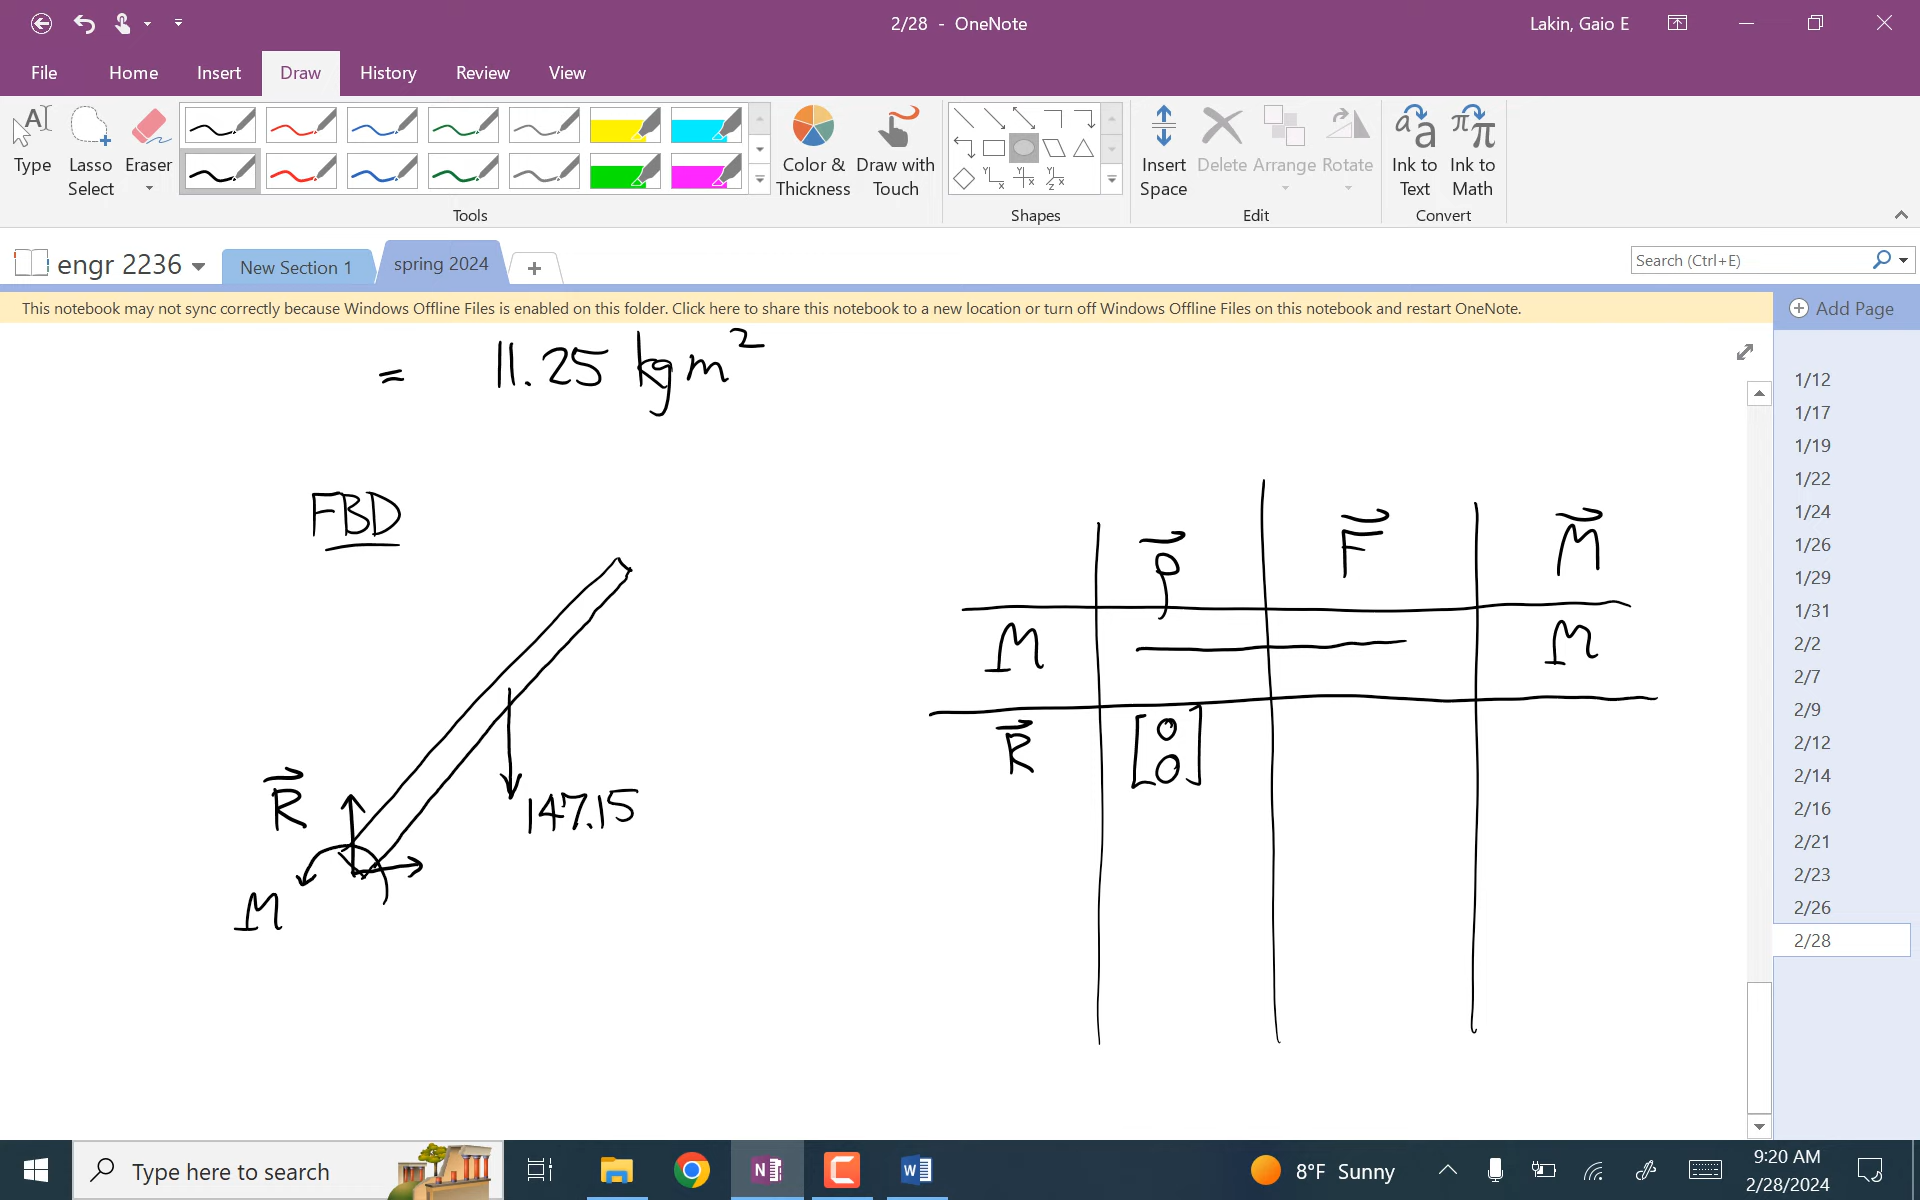 2/28 - OneNote
Lakin, Gaio E
File Home Insert Draw History Review View
Type
Lasso Select
Eraser
Color & Thickness
Draw with Touch
Insert Space
Delete Arrange Rotate
Ink to Text
Ink to Math
Tools Shapes Edit Convert
engr 2236
New Section 1
spring 2024
Search (Ctrl+E)
This notebook may not sync correctly because Windows Offline Files is enabled on this folder. Click here to share this notebook to a new location or turn off Windows Offline Files on this notebook and restart OneNote.
Add Page
1/12
1/17
1/19
1/22
1/24
1/26
1/29
1/31
2/2
2/7
2/9
2/12
2/14
2/16
2/21
2/23
2/26
2/28
= 11.25 kg m²
FBD
R
M
147.15
p F M
M — M
R [0 0]
Type here to search
8°F Sunny
9:20 AM
2/28/2024